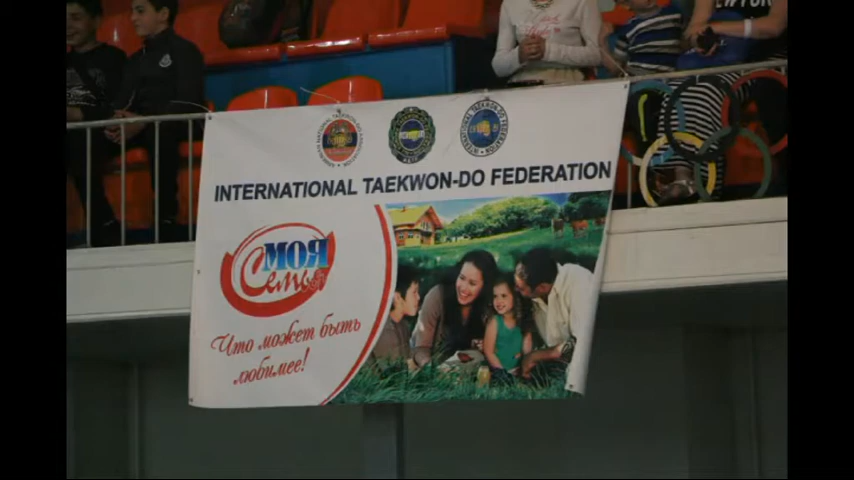 INTERNATIONAL TAEKWON-DO FEDERATION
МОЯ
Семья
Что может быть
любимее!